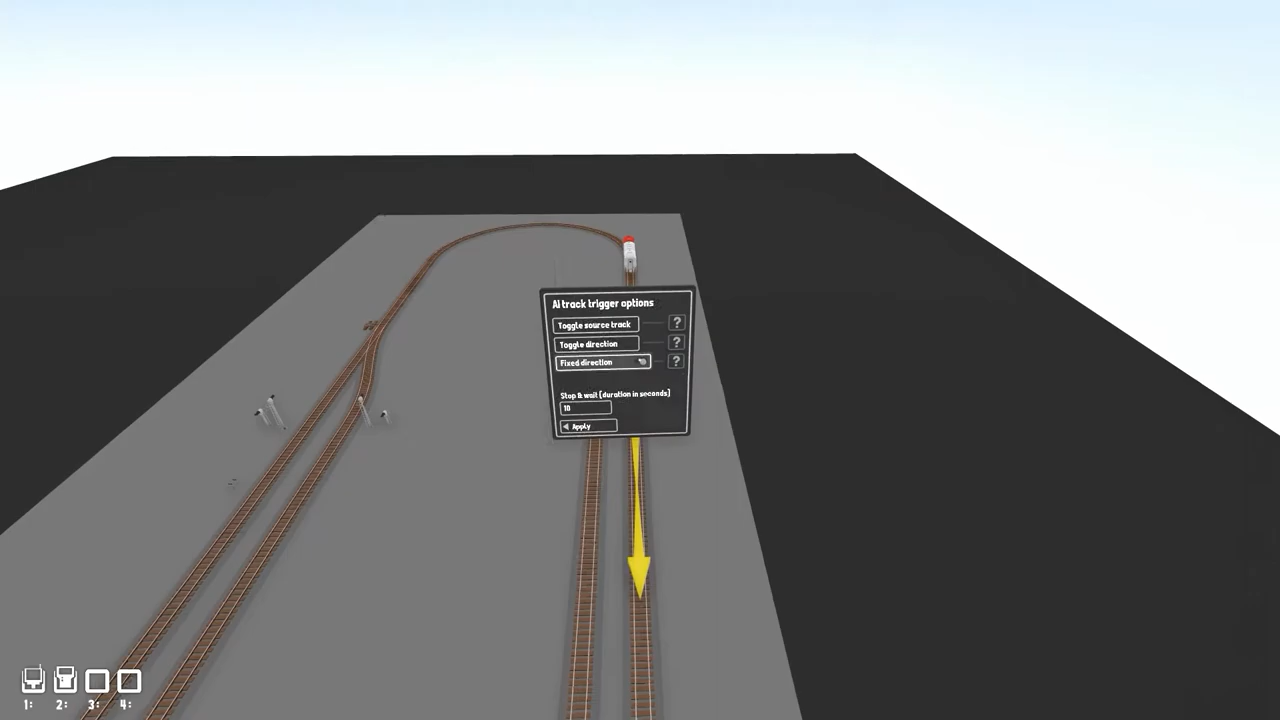 Ai track trigger options
Toggle source track ?
Toggle direction ?
Fixed direction ?
Stop & wait (duration in seconds)
10
Apply
1: 2: 3: 4: